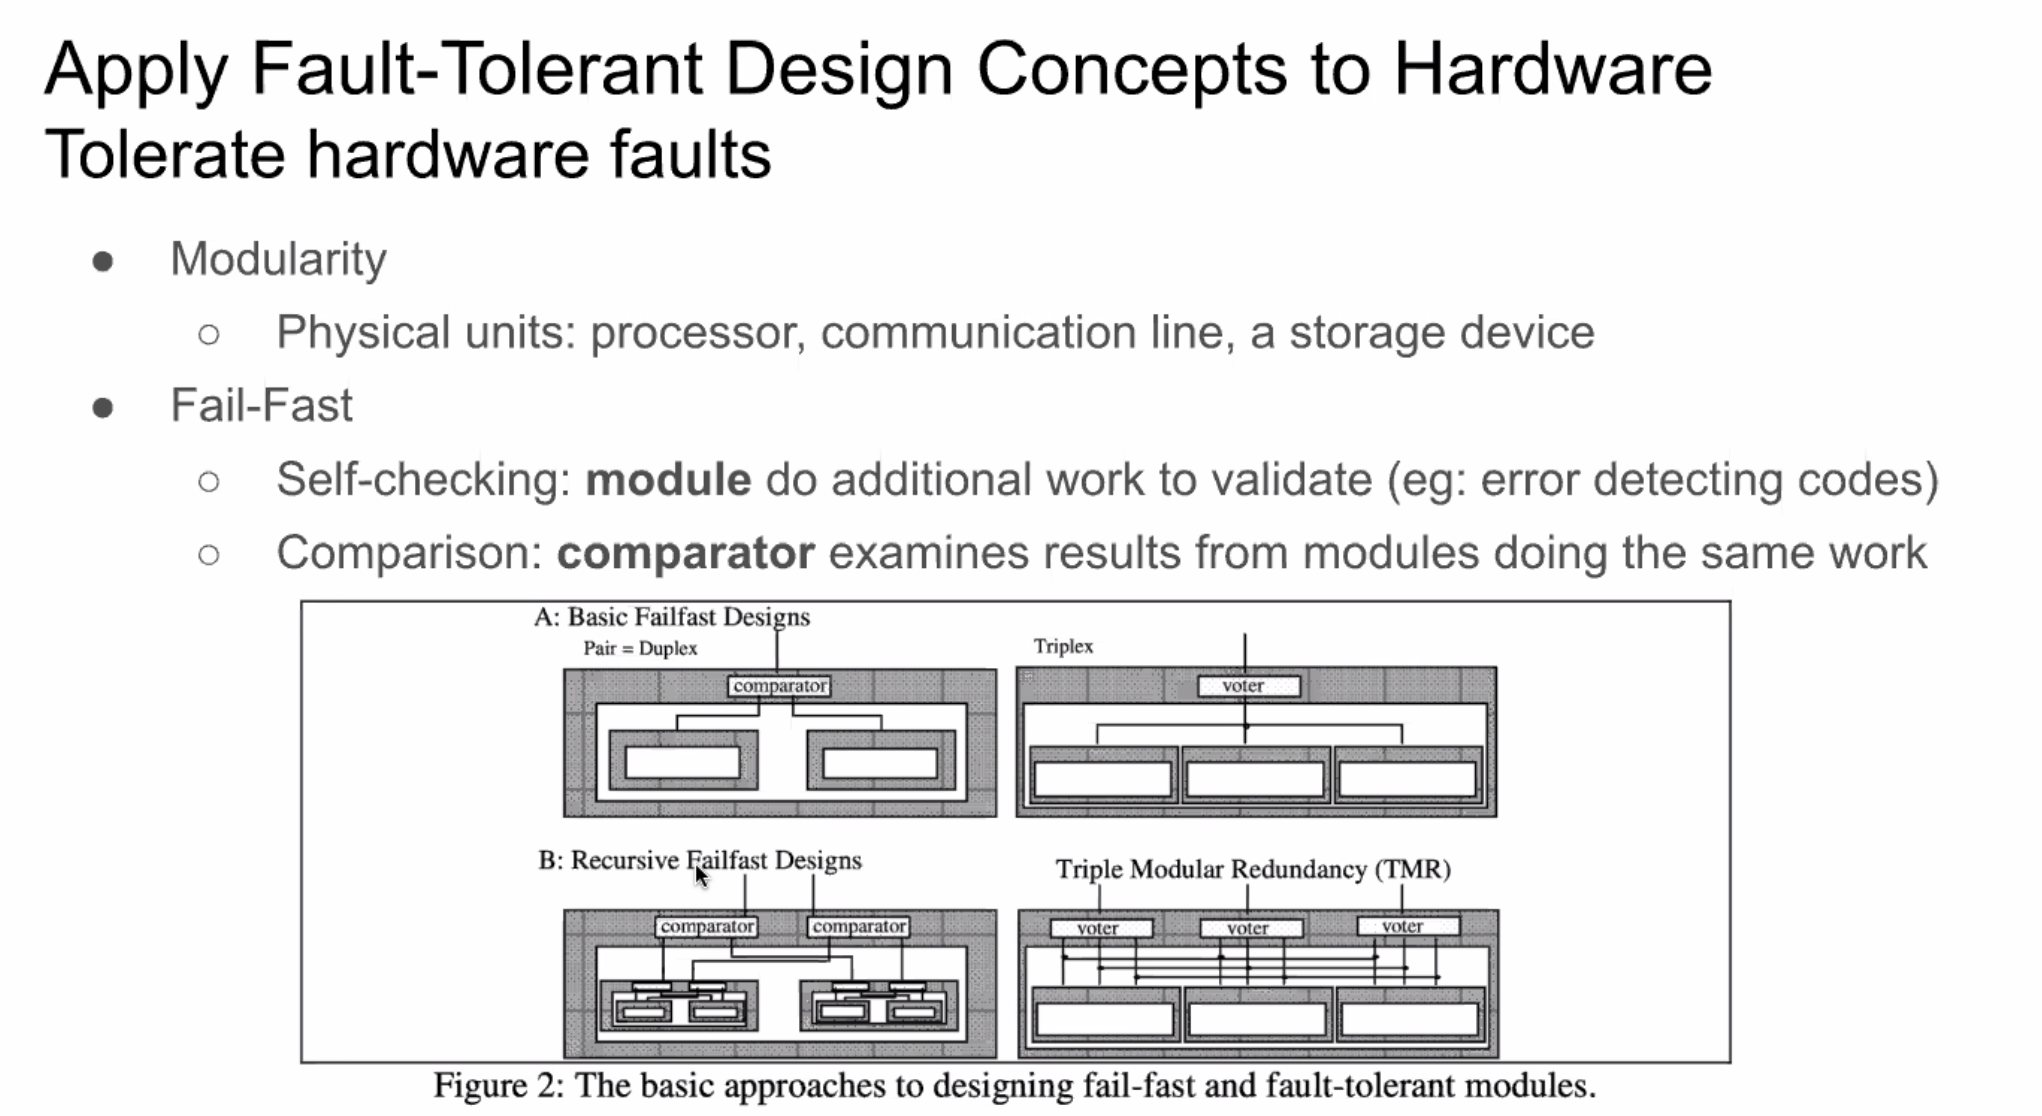 Apply Fault-Tolerant Design Concepts to Hardware
Tolerate hardware faults
● Modularity
○ Physical units: processor, communication line, a storage device
● Fail-Fast
○ Self-checking: module do additional work to validate (eg: error detecting codes)
○ Comparison: comparator examines results from modules doing the same work
A: Basic Failfast Designs
Pair = Duplex
Triplex
comparator
voter
B: Recursive Failfast Designs
Triple Modular Redundancy (TMR)
comparator comparator
voter voter voter
Figure 2: The basic approaches to designing fail-fast and fault-tolerant modules.